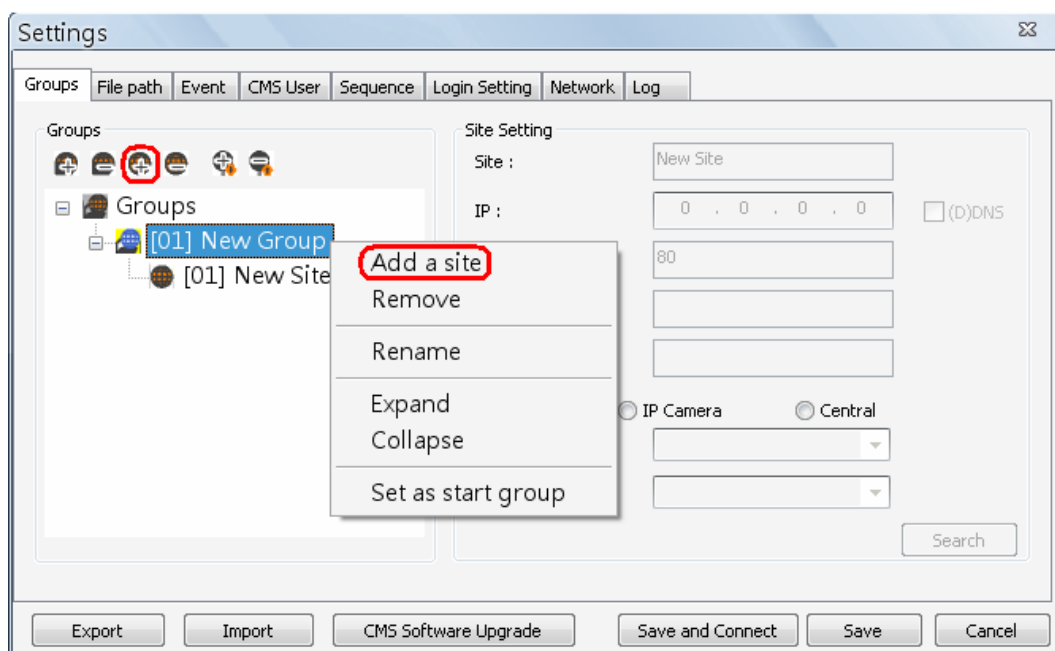 Settings
Groups File path Event CMS User Sequence Login Setting Network Log
Groups
Site Setting
Site :
New Site
IP :
0 . 0 . 0 . 0
(D)DNS
80
Groups
[01] New Group
[01] New Site
Add a site
Remove
Rename
Expand
Collapse
Set as start group
IP Camera
Central
Search
Export
Import
CMS Software Upgrade
Save and Connect
Save
Cancel